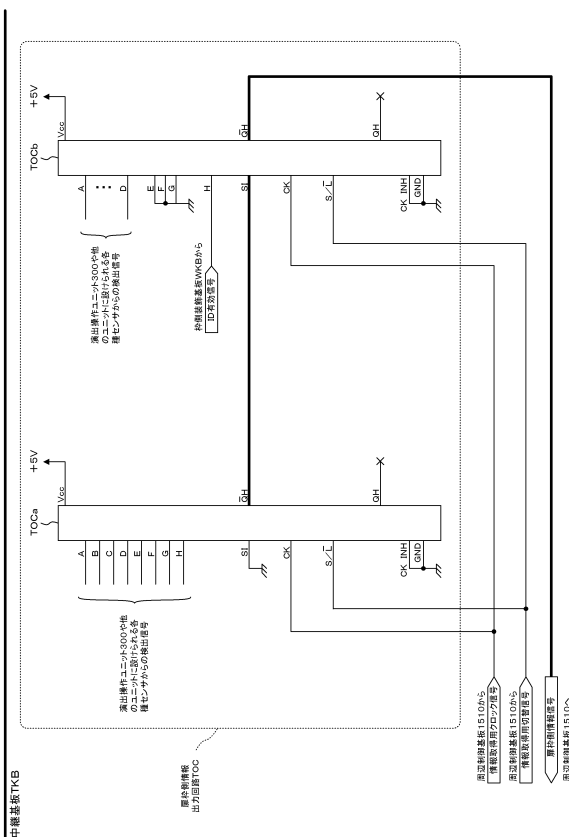 中継基板TKB
扉枠側情報
出力回路TOC
+5V
TOCa
Vcc
A
B
C
D
E
F
G
H
演出操作ユニット300や他
のユニットに設けられる各
種センサからの検出信号
SI
QH
CK
S/L
QH
CK INH
GND
+5V
TOCb
Vcc
A
D
E
F
G
H
演出操作ユニット300や他
のユニットに設けられる各
種センサからの検出信号
枠側装飾基板WKBから
ID有効信号
SI
QH
CK
S/L
QH
CK INH
GND
周辺制御基板1510から
情報取得用クロック信号
周辺制御基板1510から
情報取得用切替信号
扉枠側情報信号
周辺制御基板1510へ